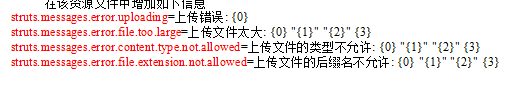 在该资源文件中增加如下信息
struts.messages.error.uploading=上传错误: {0}
struts.messages.error.file.too.large=上传文件太大: {0} "{1}" "{2}" {3}
struts.messages.error.content.type.not.allowed=上传文件的类型不允许: {0} "{1}" "{2}" {3}
struts.messages.error.file.extension.not.allowed=上传文件的后缀名不允许: {0} "{1}" "{2}" {3}